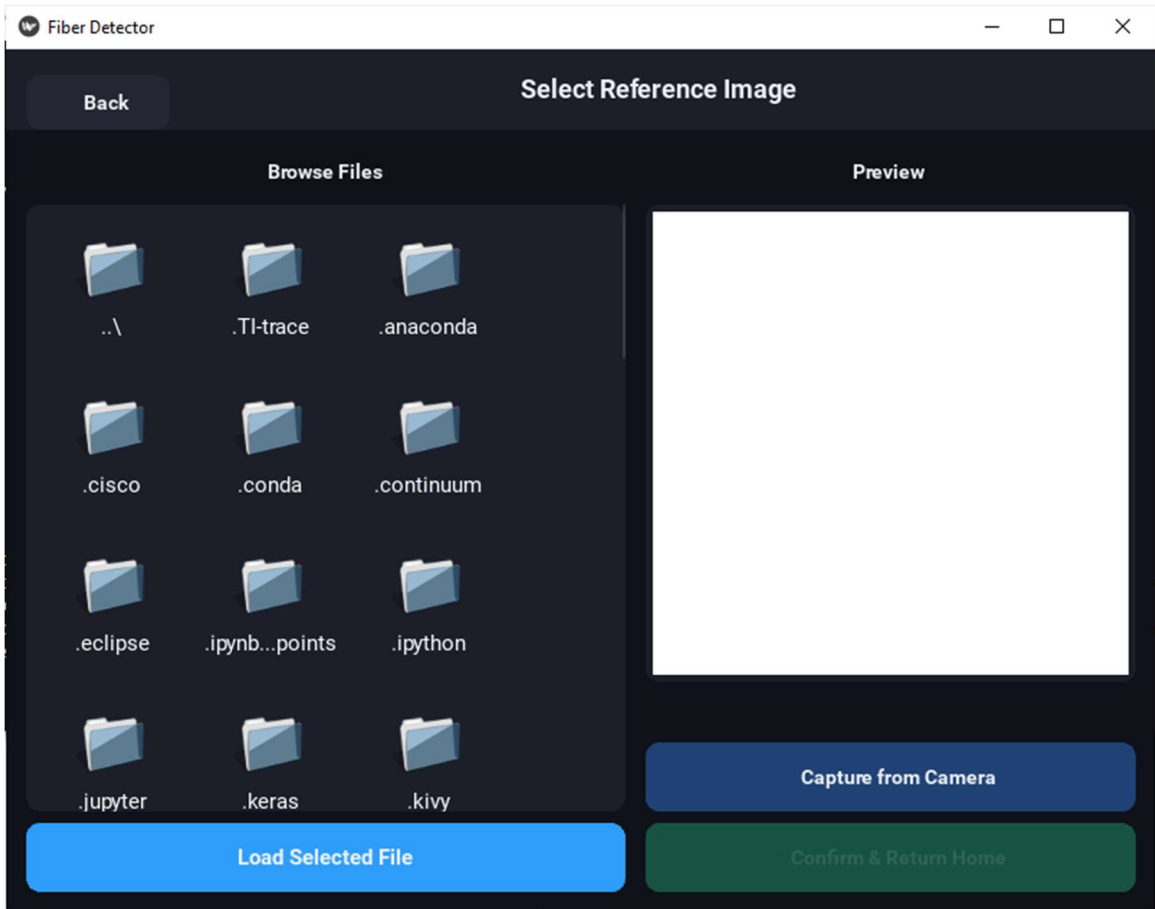 Fiber Detector
Back
Select Reference Image
Browse Files
Preview
..\
.TI-trace
.anaconda
.cisco
.conda
.continuum
.eclipse
.ipynb...points
.ipython
.jupyter
.keras
.kivy
Capture from Camera
Load Selected File
Confirm & Return Home